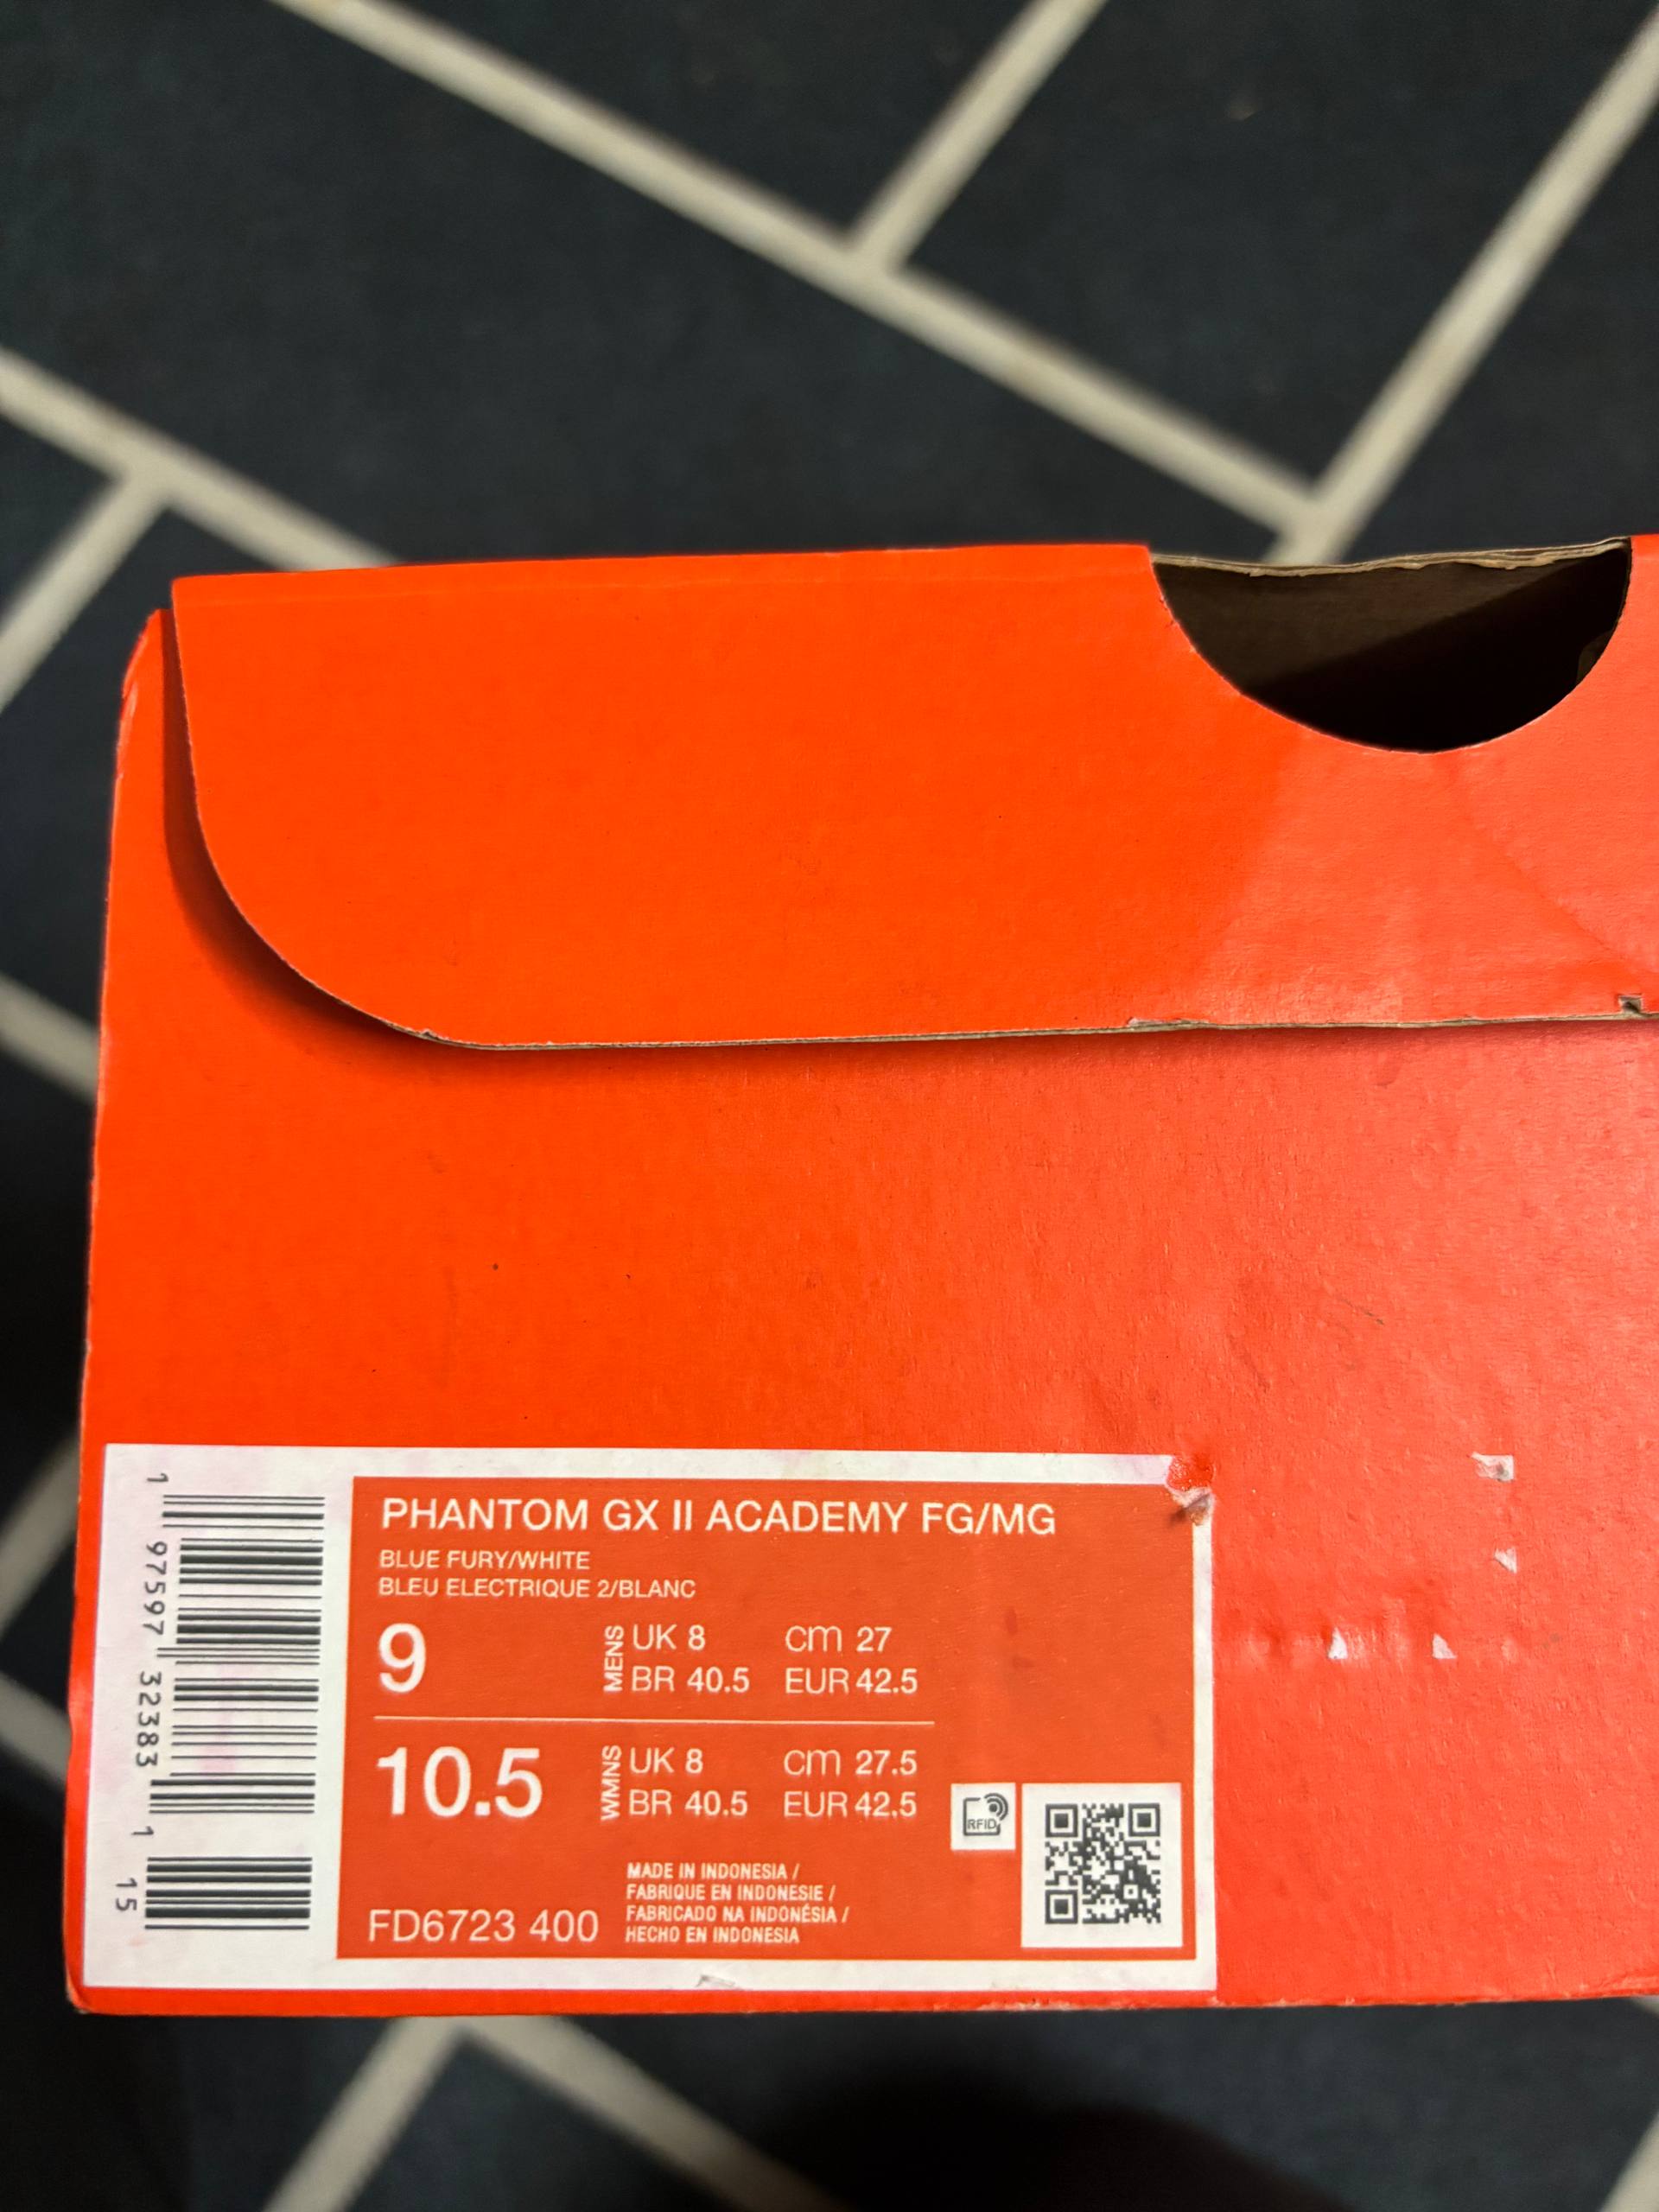 PHANTOM GX II ACADEMY FG/MG
BLUE FURY/WHITE
BLEU ELECTRIQUE 2/BLANC
9 MENS UK 8 cm 27
BR 40.5 EUR 42.5
10.5 WMNS UK 8 cm 27.5
BR 40.5 EUR 42.5
RFID
MADE IN INDONESIA /
FABRIQUE EN INDONESIE /
FABRICADO NA INDONÉSIA /
HECHO EN INDONESIA
FD6723 400
1 97597 32383 1 15